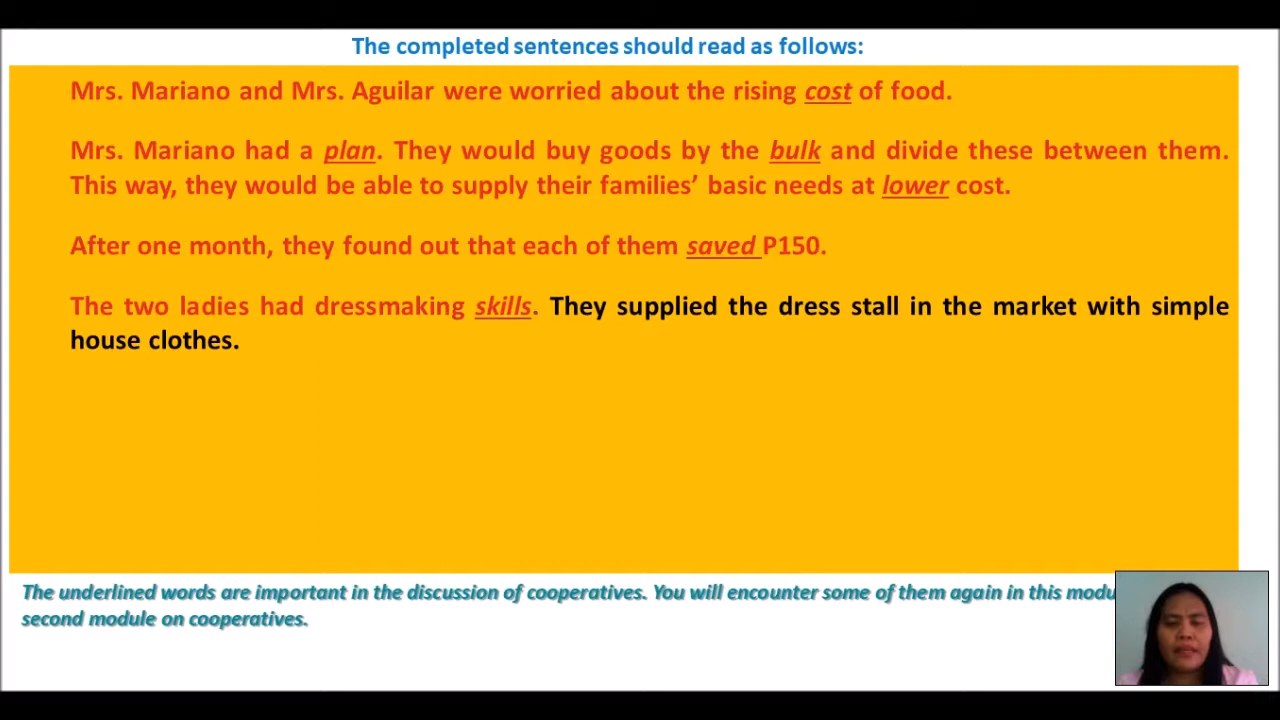 The completed sentences should read as follows:
Mrs. Mariano and Mrs. Aguilar were worried about the rising cost of food.
Mrs. Mariano had a plan. They would buy goods by the bulk and divide these between them.
This way, they would be able to supply their families’ basic needs at lower cost.
After one month, they found out that each of them saved P150.
The two ladies had dressmaking skills. They supplied the dress stall in the market with simple
house clothes.
The underlined words are important in the discussion of cooperatives. You will encounter some of them again in this
second module on cooperatives.